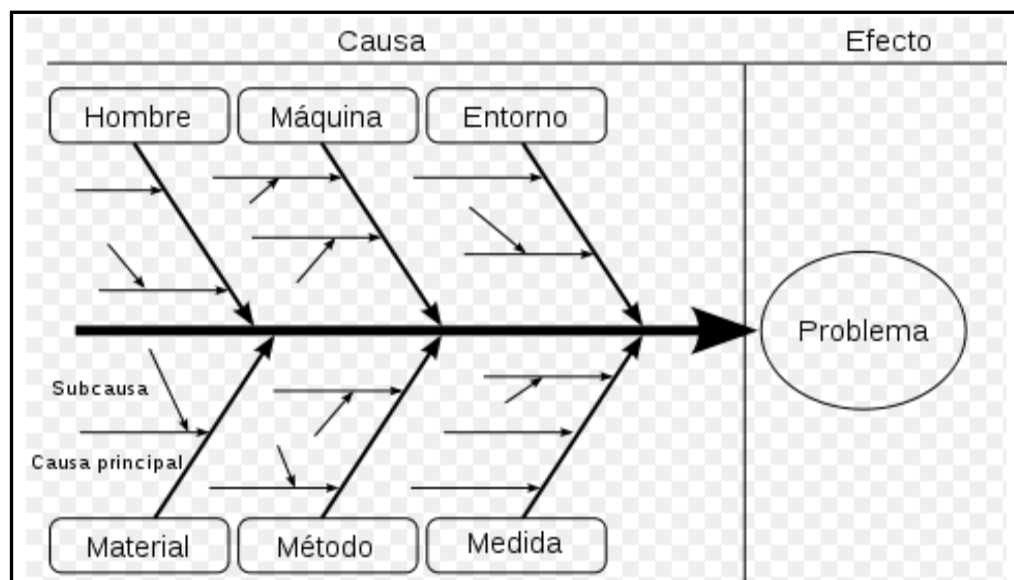 Causa
Efecto
Hombre
Máquina
Entorno
Problema
Subcausa
Causa principal
Material
Método
Medida